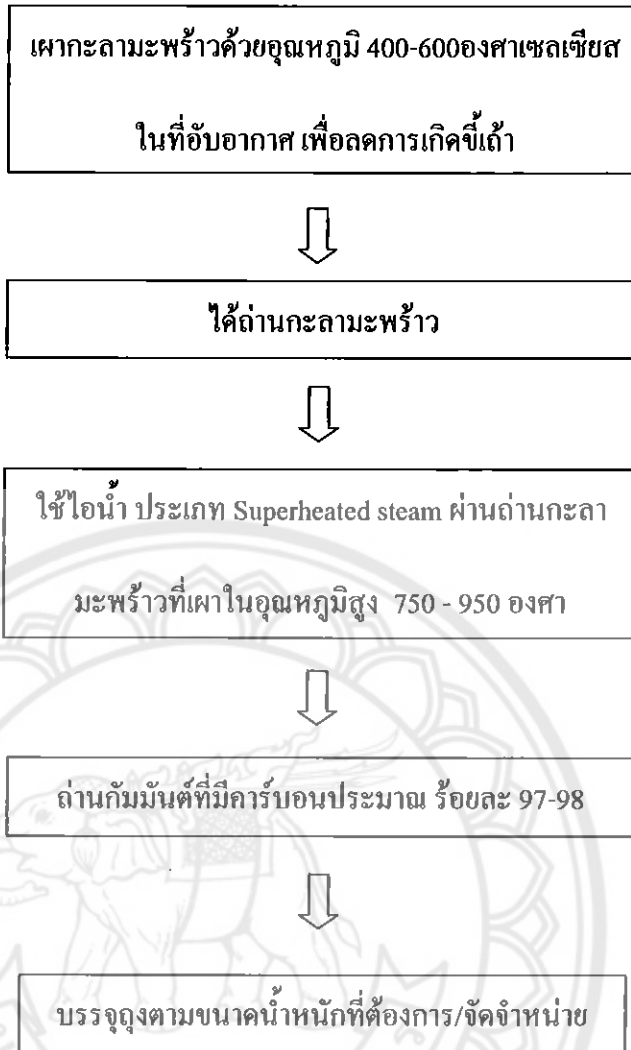 เผากะลามะพร้าวด้วยอุณหภูมิ 400-600องศาเซลเซียส
ในที่อับอากาศ เพื่อลดการเกิดขี้เถ้า
ได้ถ่านกะลามะพร้าว
ใช้ไอน้ำ ประเภท Superheated steam ผ่านถ่านกะลา
มะพร้าวที่เผาในอุณหภูมิสูง 750 - 950 องศา
ถ่านกัมมันต์ที่มีคาร์บอนประมาณ ร้อยละ 97-98
บรรจุถุงตามขนาดน้ำหนักที่ต้องการ/จัดจำหน่าย